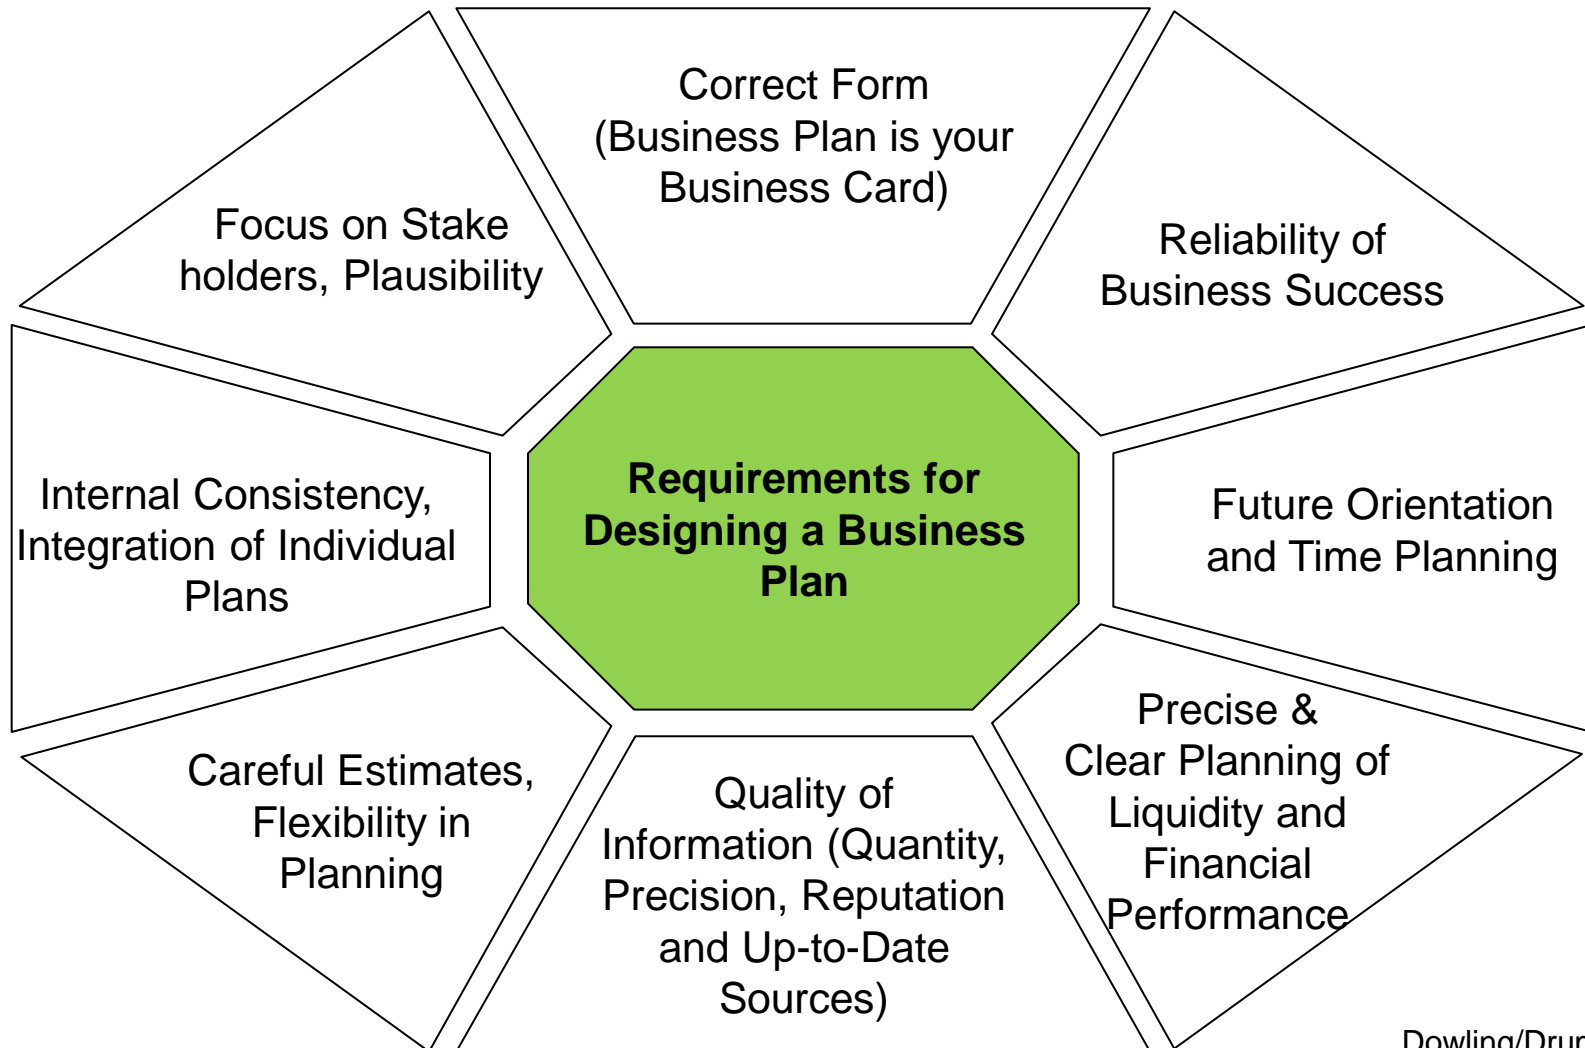 Correct Form
(Business Plan is your
Business Card)
Focus on Stake
holders, Plausibility
Reliability of
Business Success
Internal Consistency,
Integration of Individual
Plans
Requirements for
Designing a Business
Plan
Future Orientation
and Time Planning
Careful Estimates,
Flexibility in
Planning
Quality of
Information (Quantity,
Precision, Reputation
and Up-to-Date
Sources)
Precise &
Clear Planning of
Liquidity and
Financial
Performance